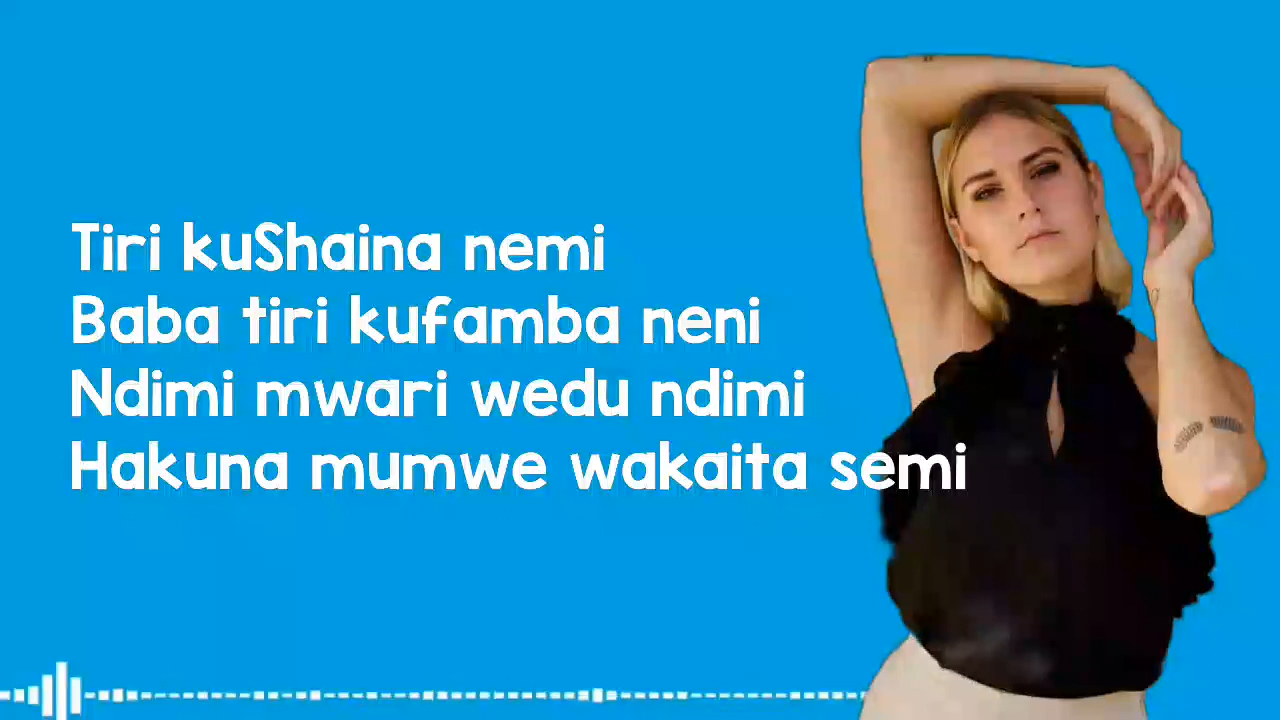 Tiri kuShaina nemi
Baba tiri kufamba neni
Ndimi mwari wedu ndimi
Hakuna mumwe wakaita semi